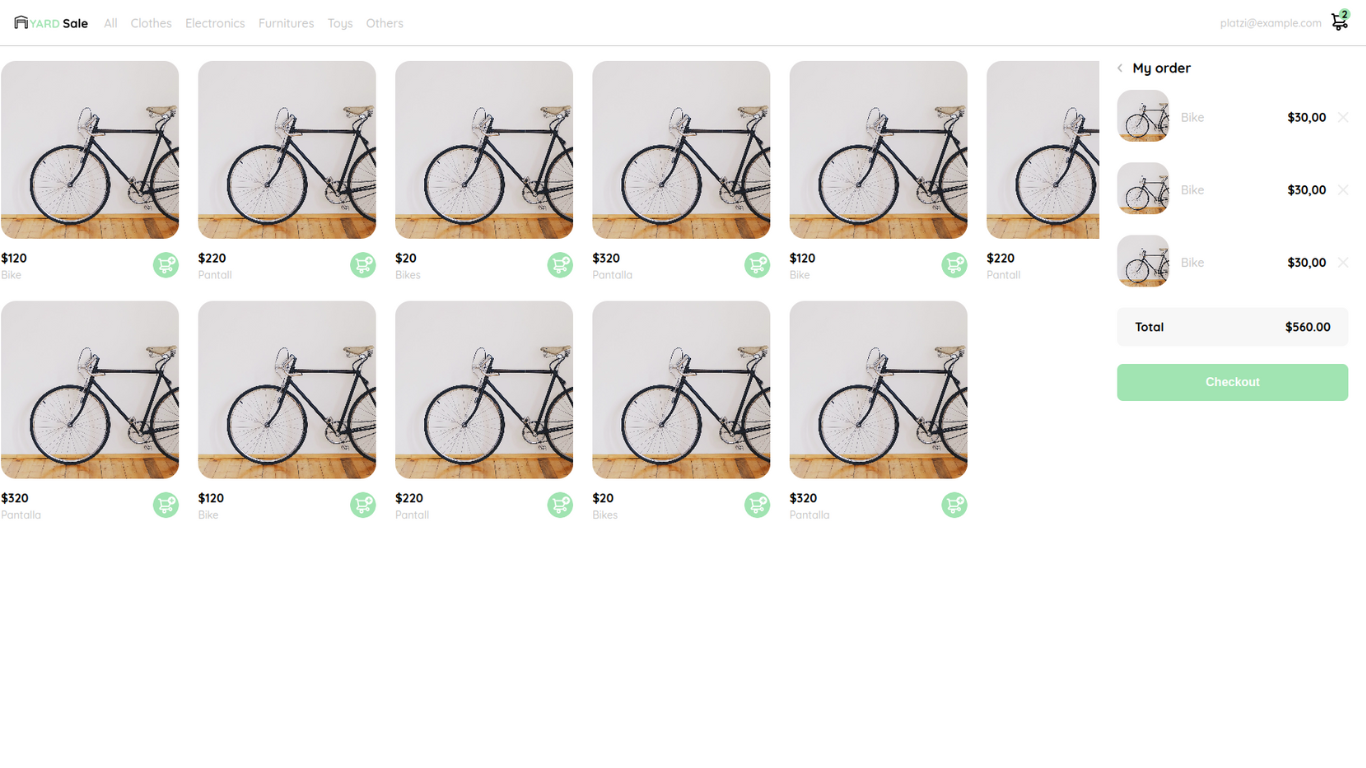 YARD Sale All Clothes Electronics Furnitures Toys Others platzi@example.com 2
$120 $220 $20 $320 $120 $220
Bike Pantall Bikes Pantalla Bike Pantall
$320 $120 $220 $20 $320
Pantalla Bike Pantall Bikes Pantalla
My order
Bike $30,00
Bike $30,00
Bike $30,00
Total $560.00
Checkout